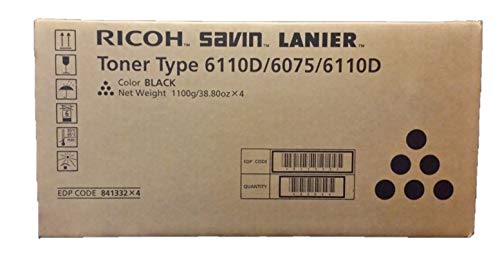 RICOH SAVIN LANIER™
Toner Type 6110D/6075/6110D
Color BLACK
Net Weight 1100g/38.80oz×4
EDP CODE
QUANTITY
EDP CODE 841332×4